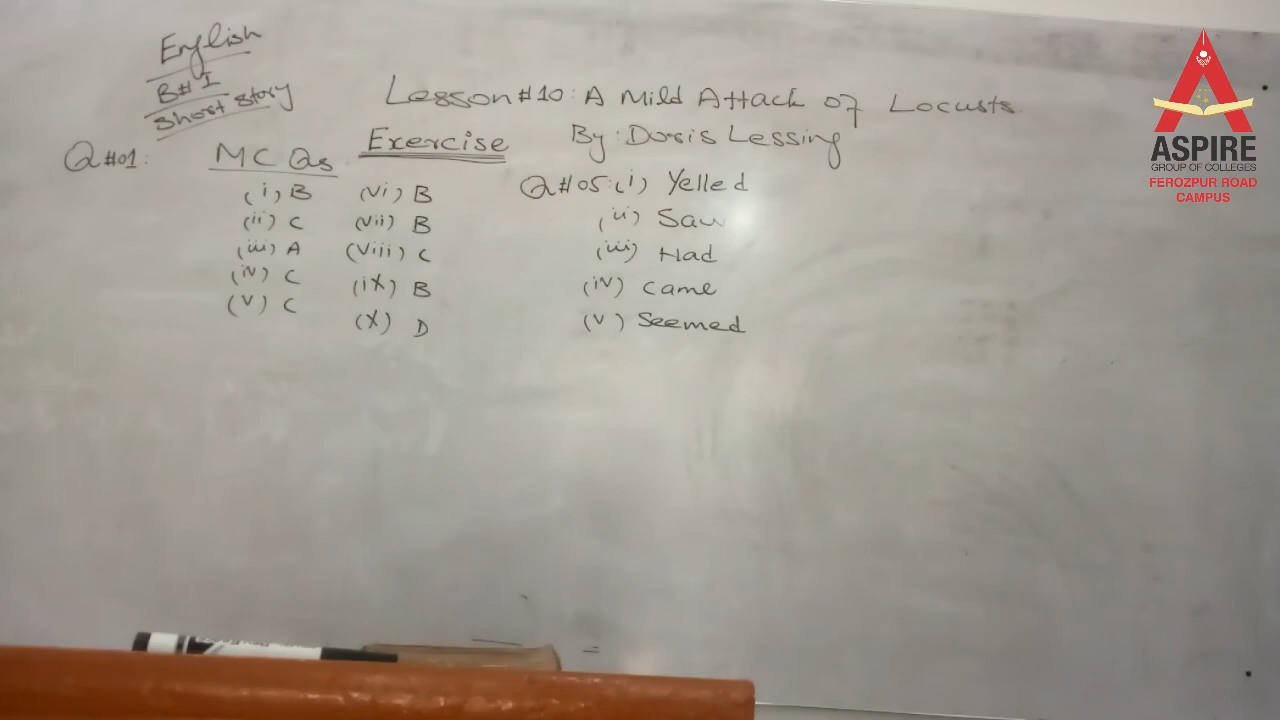 English
B# I
Short story
Lesson #10: A Mild Attack of Locusts
By: Doris Lessing
Exercise
Q#01: MCQs
(i) B (vi) B
(ii) C (vii) B
(iii) A (viii) C
(iv) C (ix) B
(v) C (x) D
Q#05: (i) Yelled
(ii) Saw
(iii) Had
(iv) came
(v) Seemed
ASPIRE
GROUP OF COLLEGES
FEROZPUR ROAD
CAMPUS